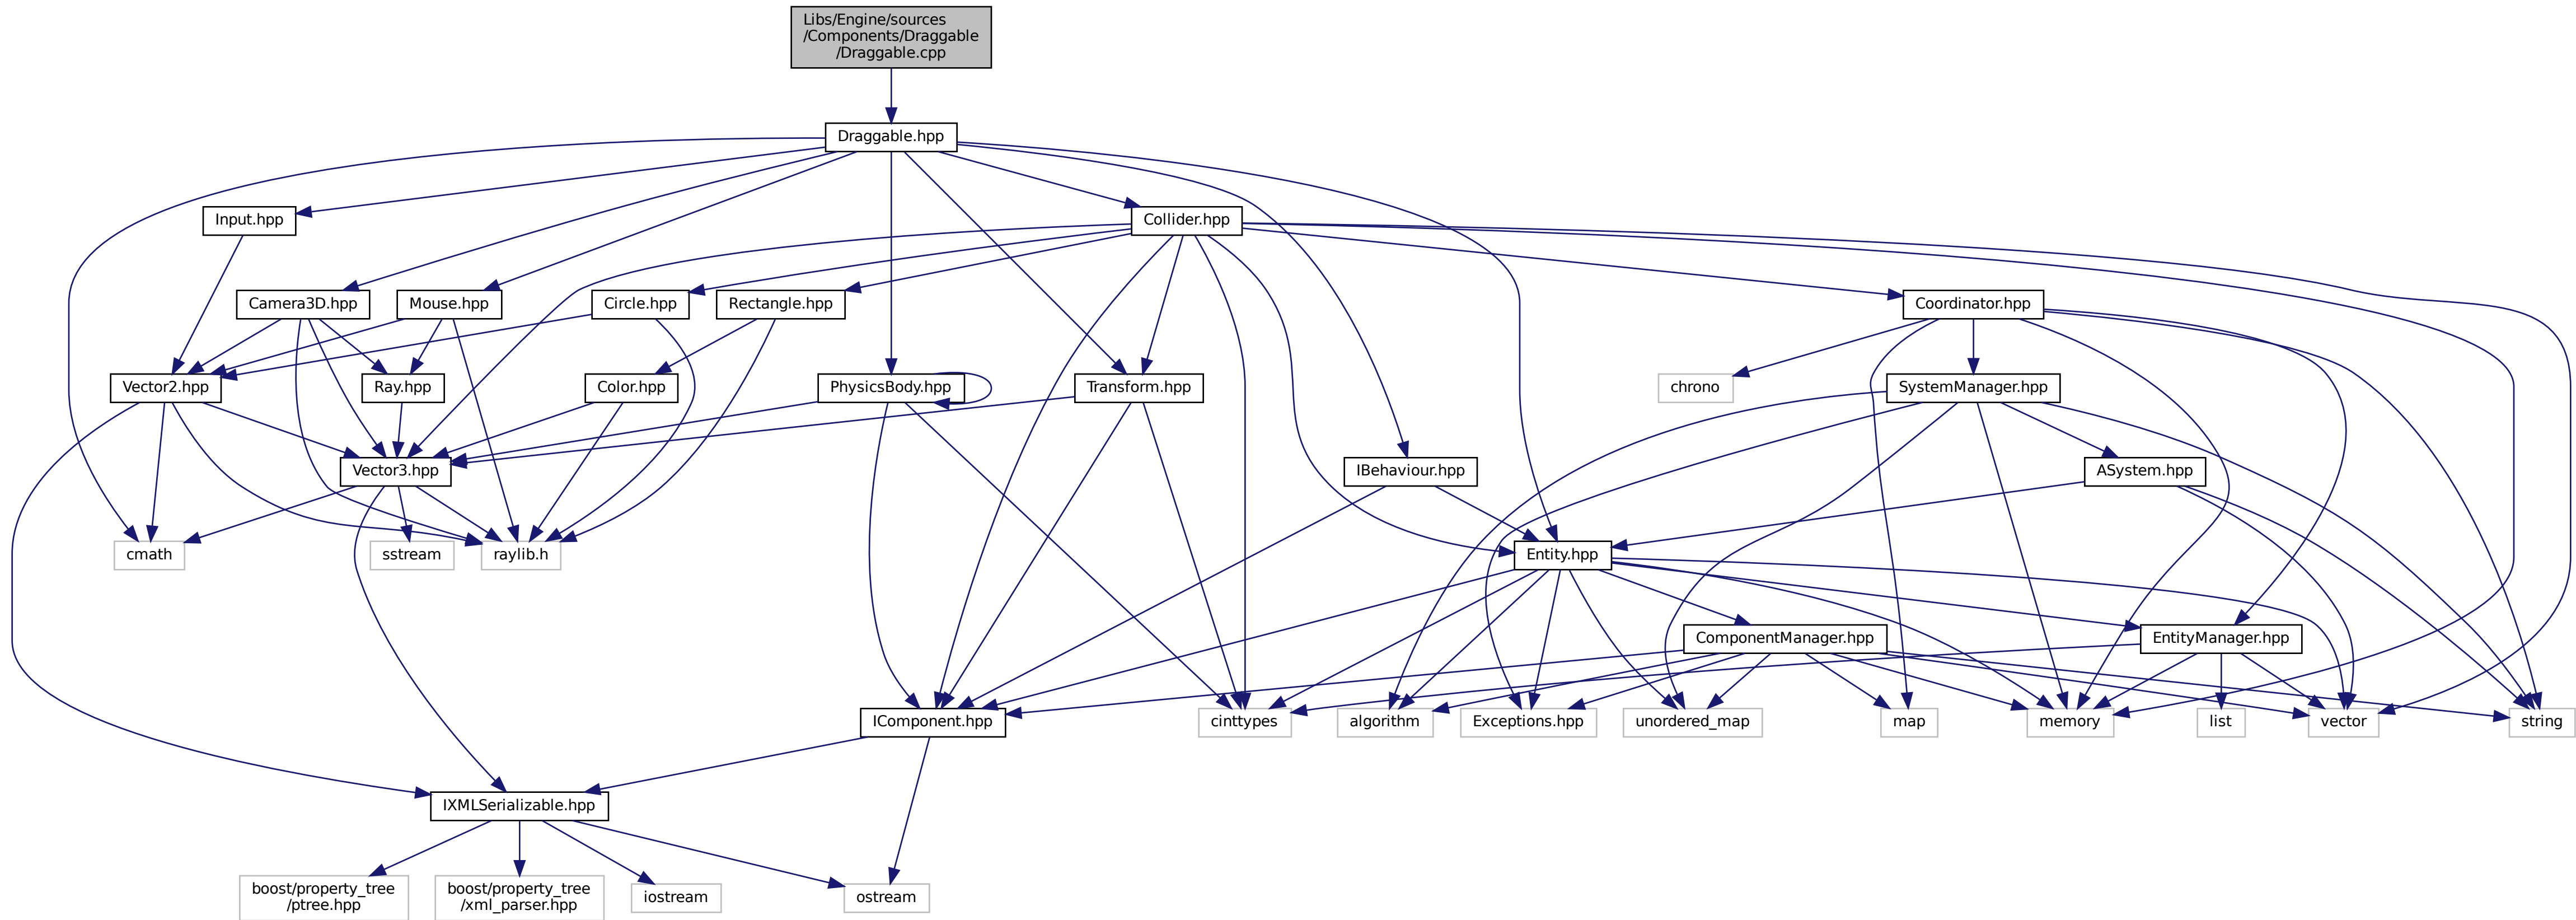 Libs/Engine/sources
/Components/Draggable
/Draggable.cpp
Draggable.hpp
Input.hpp
Collider.hpp
Camera3D.hpp
Mouse.hpp
Circle.hpp
Rectangle.hpp
Coordinator.hpp
Vector2.hpp
Ray.hpp
Color.hpp
PhysicsBody.hpp
Transform.hpp
chrono
SystemManager.hpp
Vector3.hpp
IBehaviour.hpp
ASystem.hpp
cmath
sstream
raylib.h
Entity.hpp
ComponentManager.hpp
EntityManager.hpp
IComponent.hpp
cinttypes
algorithm
Exceptions.hpp
unordered_map
map
memory
list
vector
string
IXMLSerializable.hpp
boost/property_tree
/ptree.hpp
boost/property_tree
/xml_parser.hpp
iostream
ostream